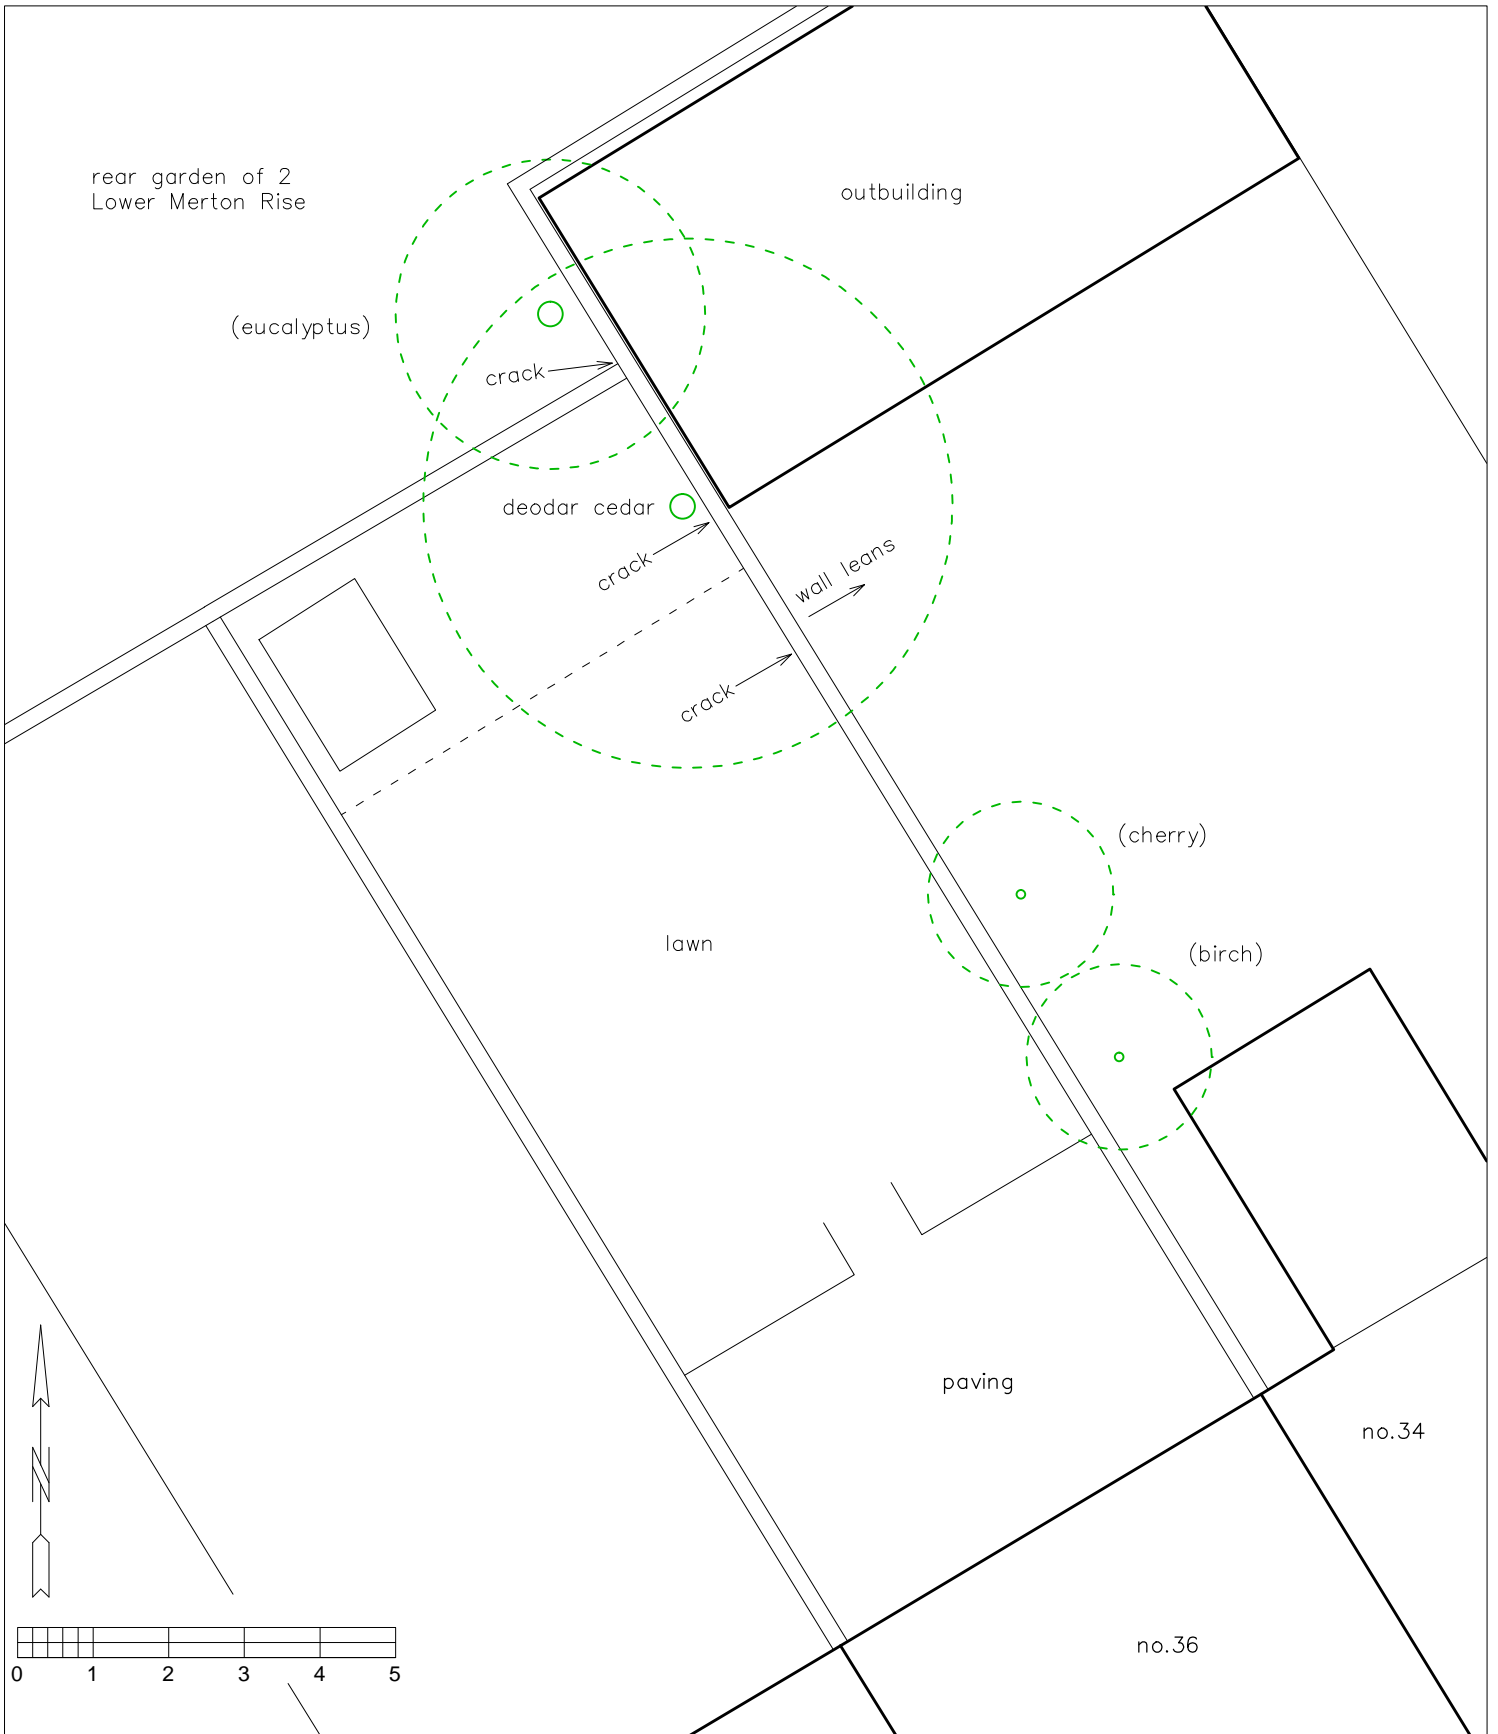 rear garden of 2
Lower Merton Rise
outbuilding
(eucalyptus)
crack
deodar cedar
crack
wall leans
crack
(cherry)
lawn
(birch)
paving
no.34
N
no.36
0 1 2 3 4 5